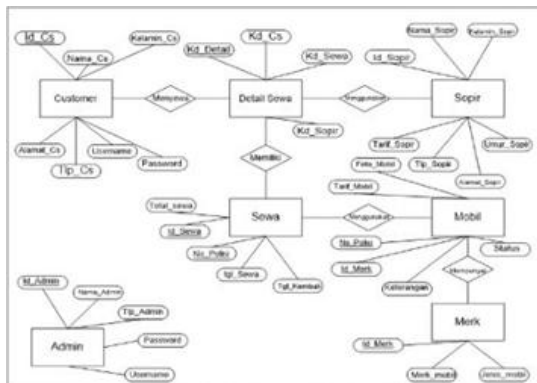 Id_Cs
Nama_Cs
Kelamin_Cs
Customer
Alamat_Cs
Tlp_Cs
Username
Password
Menyewa
Kd_Detail
Kd_Cs
Kd_Sewa
Detail Sewa
Kd_Sopir
Menggunakan
Id_Sopir
Nama_Sopir
Kelamin_Sopir
Sopir
Tarif_Sopir
Tlp_Sopir
Alamat_Sopir
Umur_Sopir
Memiliki
Total_sewa
Id_Sewa
No_Polisi
Tgl_Sewa
Tgl_Kembali
Sewa
Menggunakan
Foto_Mobil
Tarif_Mobil
No_Polisi
Id_Merk
Keterangan
Status
Mobil
Mempunyai
Merk
Id_Merk
Merk_mobil
Jenis_mobil
Id_Admin
Nama_Admin
Tlp_Admin
Password
Username
Admin